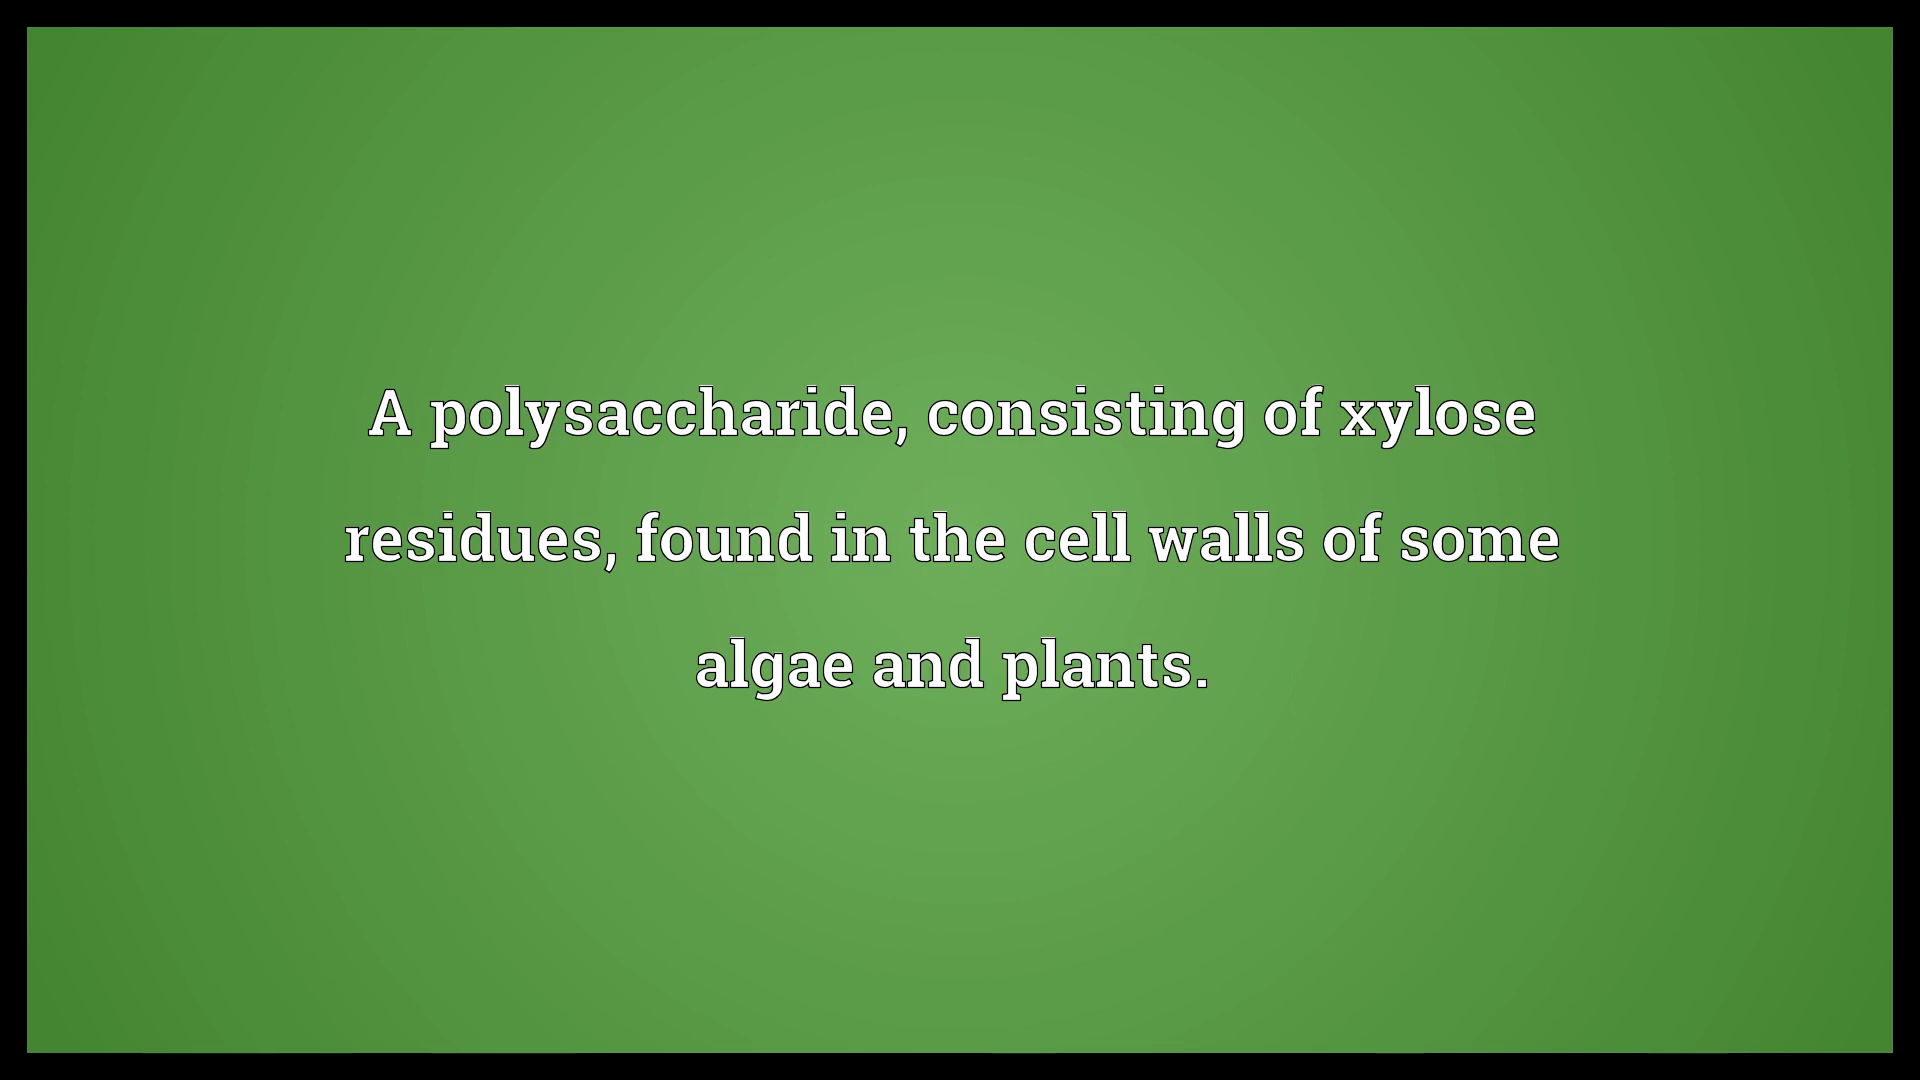 A polysaccharide, consisting of xylose
residues, found in the cell walls of some
algae and plants.